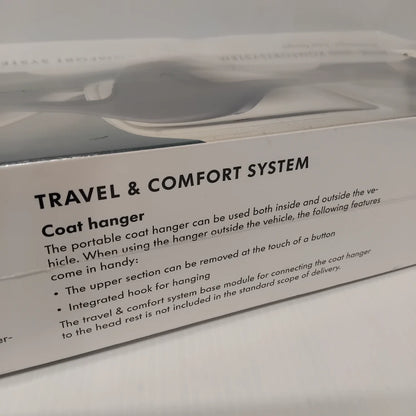 TRAVEL & COMFORT SYSTEM
Coat hanger
The portable coat hanger can be used both inside and outside the ve-
hicle. When using the hanger outside the vehicle, the following features
come in handy:
• The upper section can be removed at the touch of a button
• Integrated hook for hanging
The travel & comfort system base module for connecting the coat hanger
to the head rest is not included in the standard scope of delivery.
er-